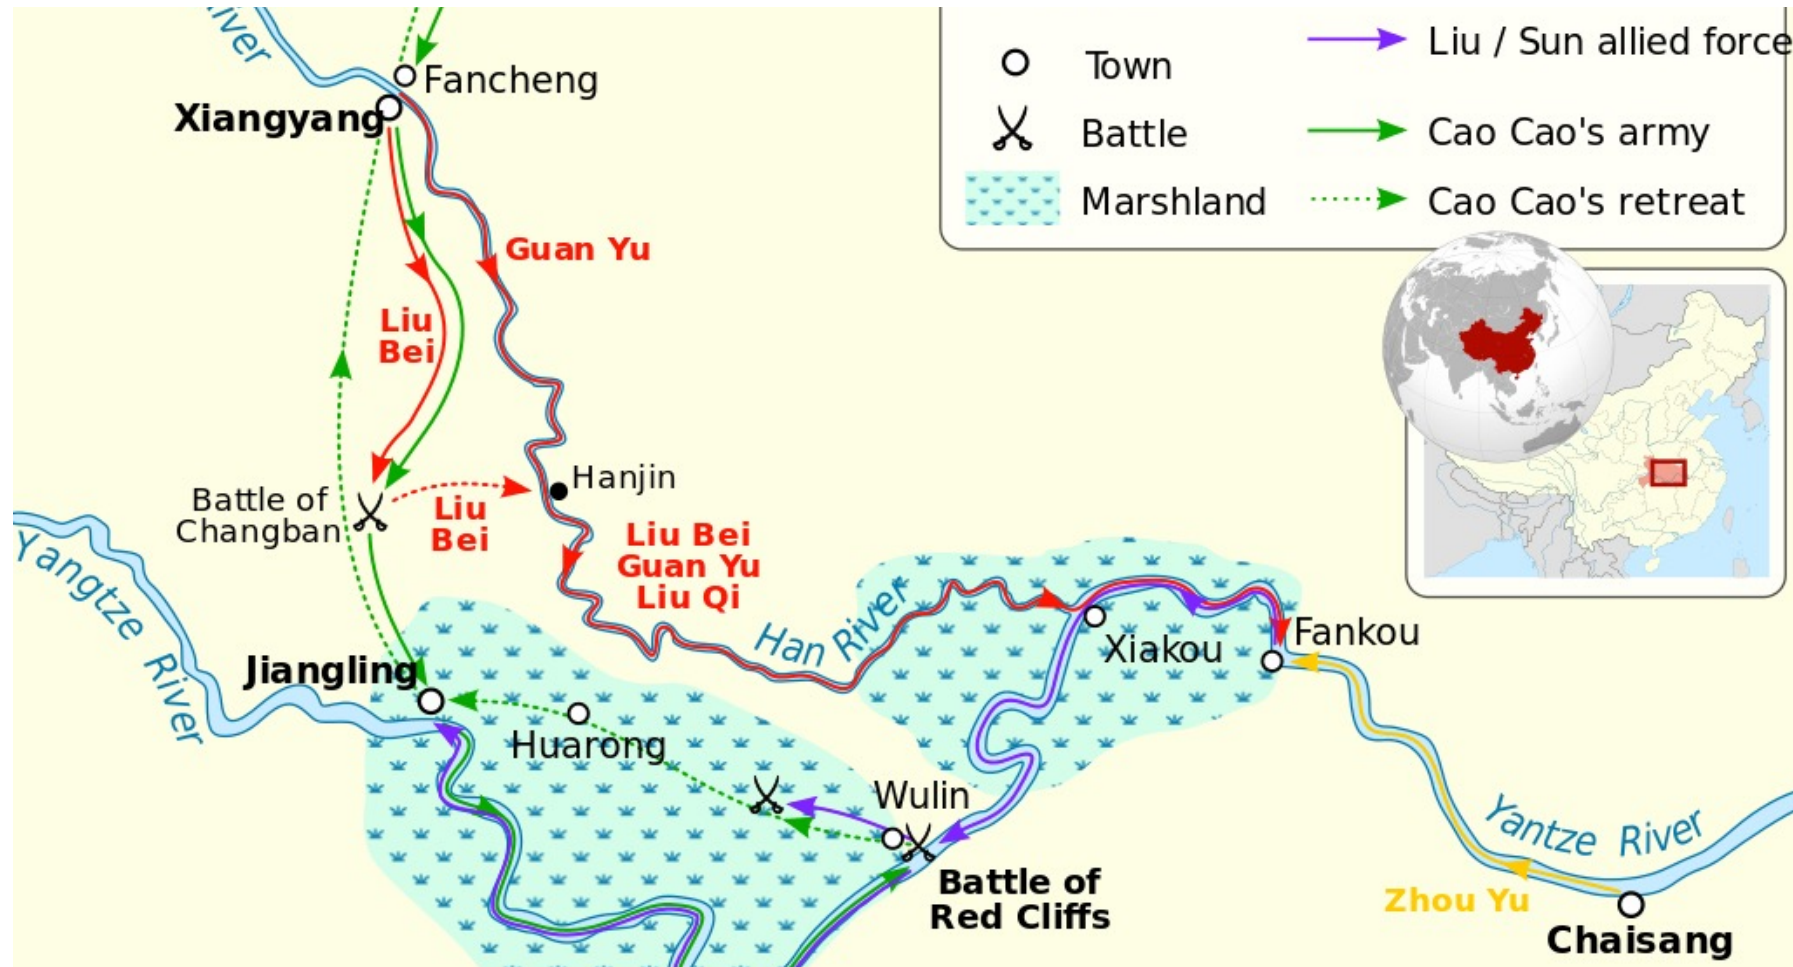 River
Fancheng
Xiangyang
Town
Battle
Marshland
Liu / Sun allied force
Cao Cao's army
Cao Cao's retreat
Guan Yu
Liu
Bei
Hanjin
Battle of
Changban
Liu
Bei
Liu Bei
Guan Yu
Liu Qi
Yangtze River
Han River
Xiakou
Fankou
Jiangling
Huarong
Wulin
Battle of
Red Cliffs
Yantze River
Zhou Yu
Chaisang